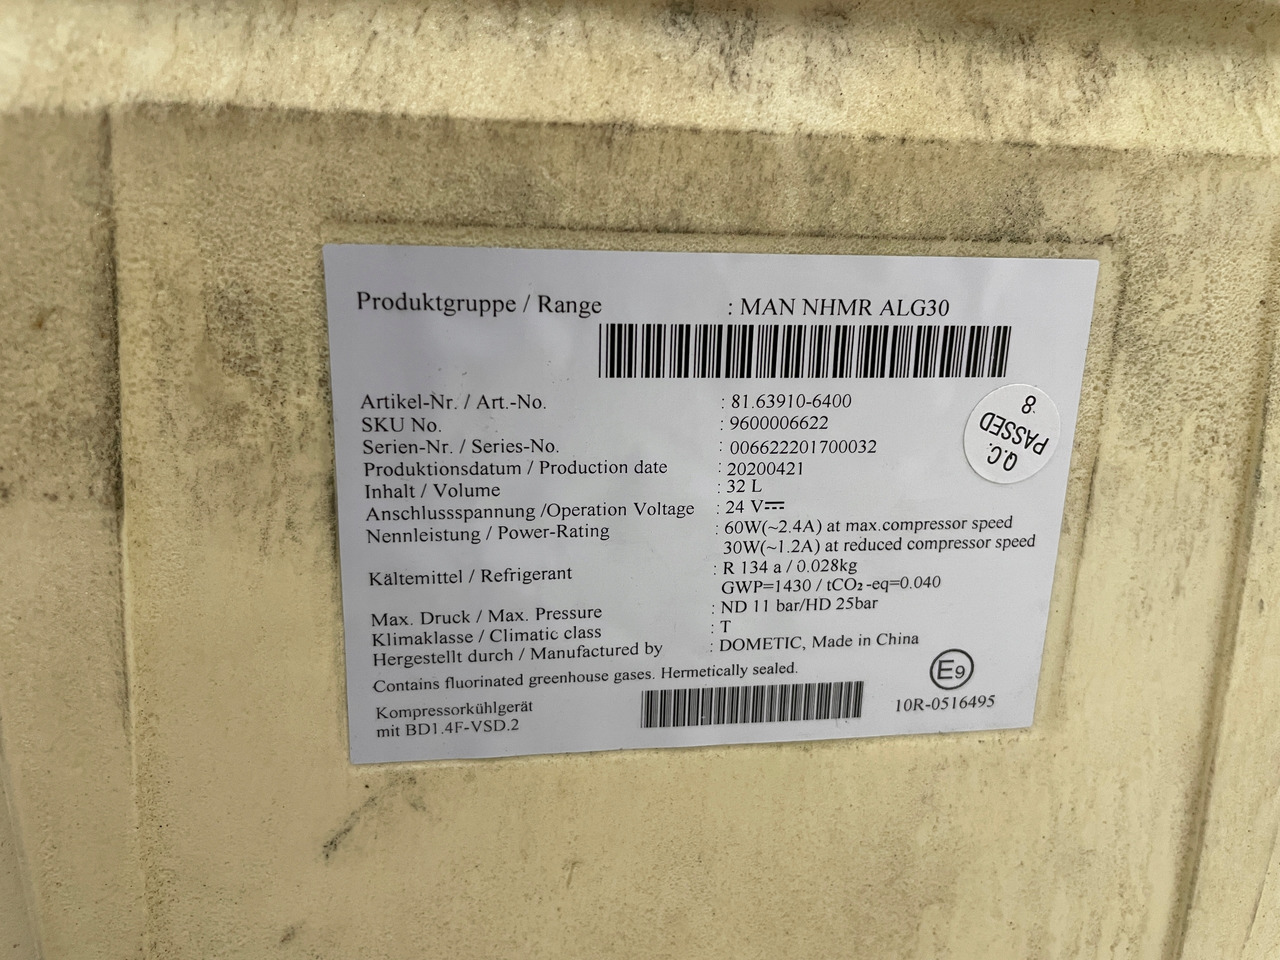 Produktgruppe / Range : MAN NHMR ALG30
Artikel-Nr. / Art.-No. : 81.63910-6400
SKU No. : 9600006622
Serien-Nr. / Series-No. : 006622201700032
Produktionsdatum / Production date : 20200421
Inhalt / Volume : 32 L
Anschlussspannung /Operation Voltage : 24 V⎓
Nennleistung / Power-Rating : 60W(~2.4A) at max.compressor speed
30W(~1.2A) at reduced compressor speed
Kältemittel / Refrigerant : R 134 a / 0.028kg
GWP=1430 / tCO₂-eq=0.040
Max. Druck / Max. Pressure : ND 11 bar/HD 25bar
Klimaklasse / Climatic class : T
Hergestellt durch / Manufactured by : DOMETIC, Made in China
Contains fluorinated greenhouse gases. Hermetically sealed.
Kompressorkühlgerät
mit BD1.4F-VSD.2
E9
10R-0516495
Q.C.
PASSED
8